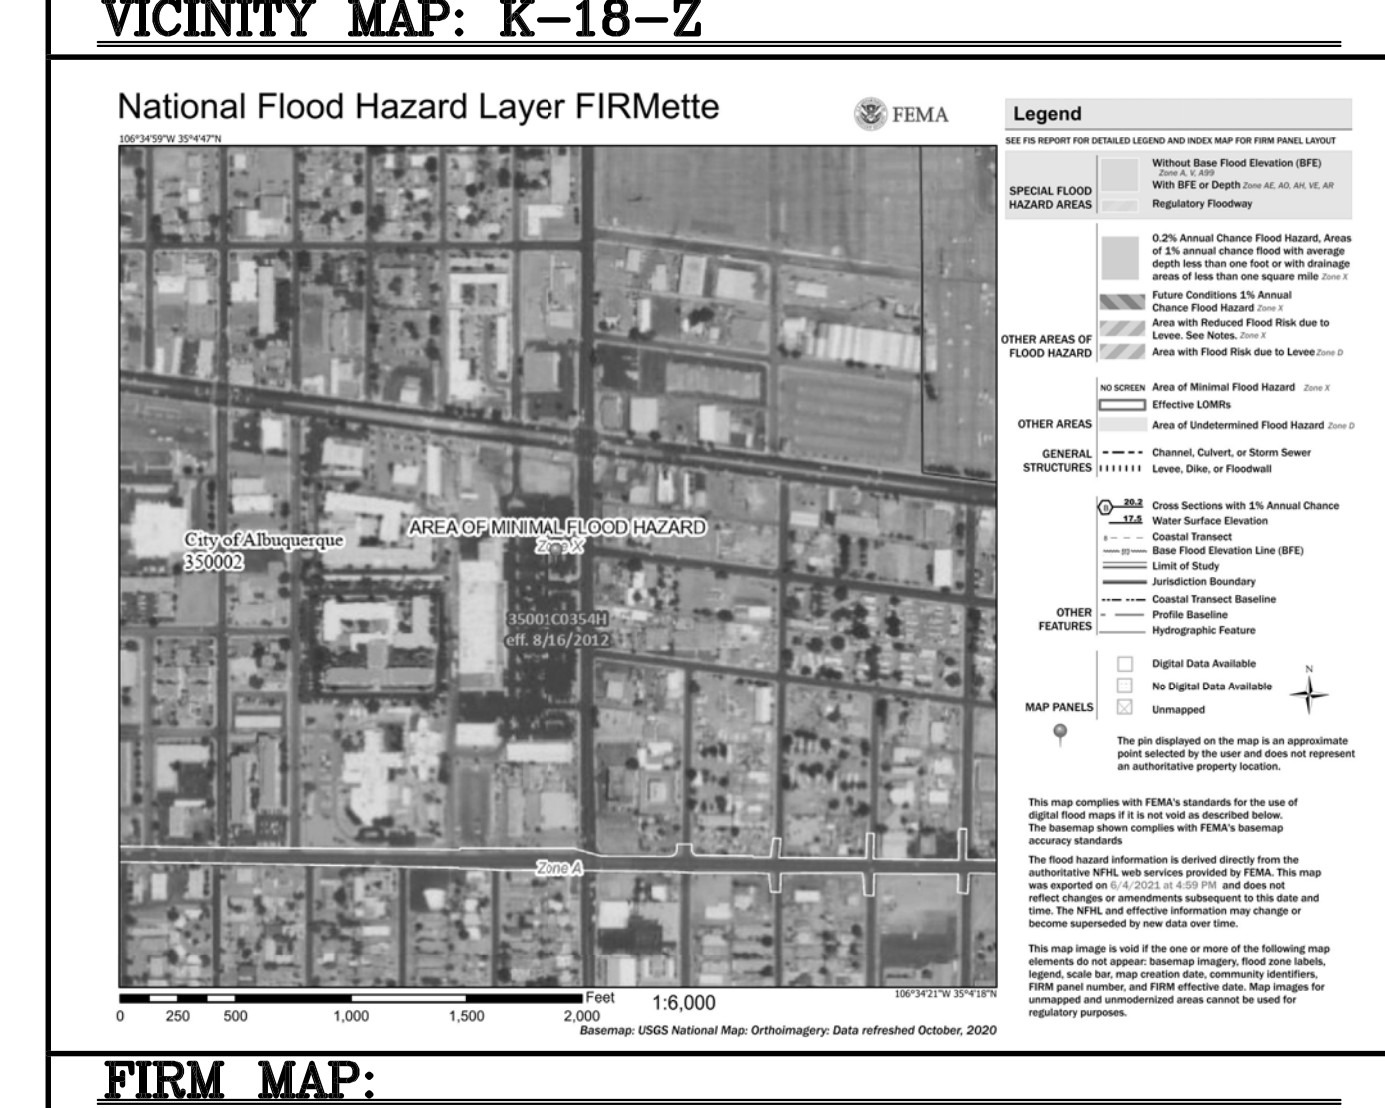 VICINITY MAP: K-18-Z
National Flood Hazard Layer FIRMette
FEMA
106°34'59"W 35°4'47"N
AREA OF MINIMAL FLOOD HAZARD
Zone X
City of Albuquerque
350002
35001C0354H
eff. 8/16/2012
Zone A
Feet
1:6,000
106°34'21"W 35°4'18"N
0 250 500 1,000 1,500 2,000
Basemap: USGS National Map: Orthoimagery: Data refreshed October, 2020
Legend
SEE FIS REPORT FOR DETAILED LEGEND AND INDEX MAP FOR FIRM PANEL LAYOUT
SPECIAL FLOOD
HAZARD AREAS
Without Base Flood Elevation (BFE)
Zone A, V, A99
With BFE or Depth Zone AE, AO, AH, VE, AR
Regulatory Floodway
0.2% Annual Chance Flood Hazard, Areas
of 1% annual chance flood with average
depth less than one foot or with drainage
areas of less than one square mile Zone X
Future Conditions 1% Annual
Chance Flood Hazard Zone X
Area with Reduced Flood Risk due to
Levee. See Notes. Zone X
Area with Flood Risk due to Levee Zone D
OTHER AREAS OF
FLOOD HAZARD
NO SCREEN Area of Minimal Flood Hazard Zone X
Effective LOMRs
OTHER AREAS
Area of Undetermined Flood Hazard Zone D
GENERAL
STRUCTURES
Channel, Culvert, or Storm Sewer
Levee, Dike, or Floodwall
B 20.2 Cross Sections with 1% Annual Chance
17.5 Water Surface Elevation
8 Coastal Transect
513 Base Flood Elevation Line (BFE)
Limit of Study
Jurisdiction Boundary
Coastal Transect Baseline
OTHER
FEATURES
Profile Baseline
Hydrographic Feature
Digital Data Available
No Digital Data Available
Unmapped
MAP PANELS
N
The pin displayed on the map is an approximate
point selected by the user and does not represent
an authoritative property location.
This map complies with FEMA's standards for the use of
digital flood maps if it is not void as described below.
The basemap shown complies with FEMA's basemap
accuracy standards
The flood hazard information is derived directly from the
authoritative NFHL web services provided by FEMA. This map
was exported on 6/4/2021 at 4:59 PM and does not
reflect changes or amendments subsequent to this date and
time. The NFHL and effective information may change or
become superseded by new data over time.
This map image is void if the one or more of the following map
elements do not appear: basemap imagery, flood zone labels,
legend, scale bar, map creation date, community identifiers,
FIRM panel number, and FIRM effective date. Map images for
unmapped and unmodernized areas cannot be used for
regulatory purposes.
FIRM MAP: